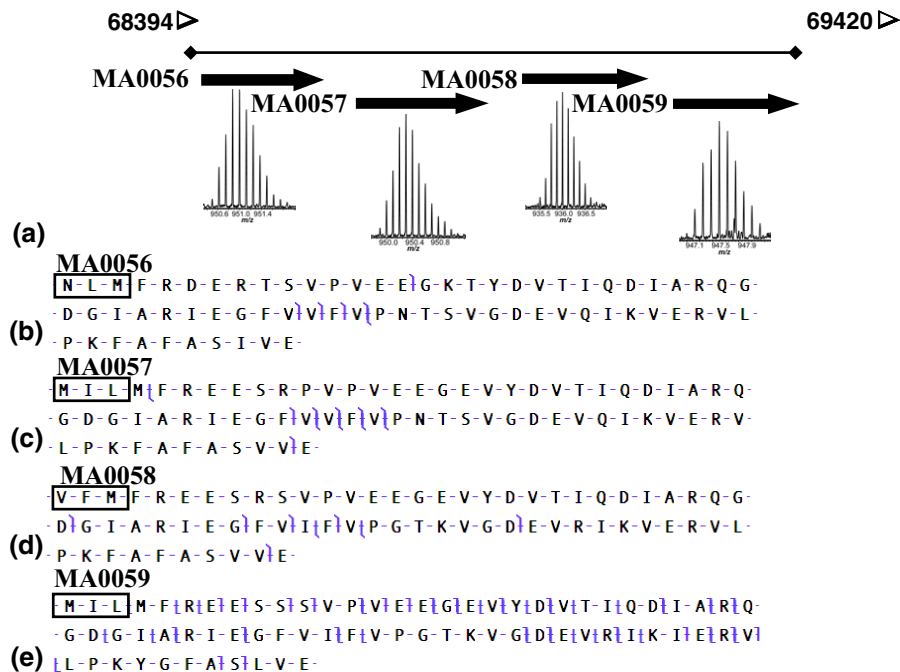 68394 69420
MA0056 MA0058
MA0057 MA0059
950.6 951.0 951.4
m/z
950.0 950.4 950.8
m/z
935.5 936.0 936.5
m/z
947.1 947.5 947.9
m/z
(a)
MA0056
N-L-M-F-R-D-E-R-T-S-V-P-V-E-E-G-K-T-Y-D-V-T-I-Q-D-I-A-R-Q-G-
D-G-I-A-R-I-E-G-F-V-V-F-V-P-N-T-S-V-G-D-E-V-Q-I-K-V-E-R-V-L-
(b)
P-K-F-A-F-A-S-I-V-E-
MA0057
M-I-L-M-F-R-E-E-S-R-P-V-P-V-E-E-G-E-V-Y-D-V-T-I-Q-D-I-A-R-Q-
G-D-G-I-A-R-I-E-G-F-V-V-F-V-P-N-T-S-V-G-D-E-V-Q-I-K-V-E-R-V-
(c)
L-P-K-F-A-F-A-S-V-V-E-
MA0058
V-F-M-F-R-E-E-S-R-S-V-P-V-E-E-G-E-V-Y-D-V-T-I-Q-D-I-A-R-Q-G-
D-G-I-A-R-I-E-G-F-V-I-F-V-P-G-T-K-V-G-D-E-V-R-I-K-V-E-R-V-L-
(d)
P-K-F-A-F-A-S-V-V-E-
MA0059
M-I-L-M-F-R-E-E-S-S-S-V-P-V-E-E-G-E-V-Y-D-V-T-I-Q-D-I-A-R-Q-
G-D-G-I-A-R-I-E-G-F-V-I-F-V-P-G-T-K-V-G-D-E-V-R-I-K-I-E-R-V
(e)
L-P-K-Y-G-F-A-S-L-V-E-